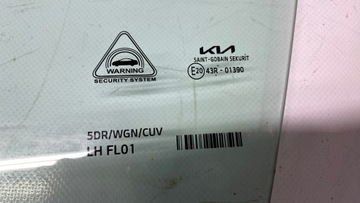 WARNING
SECURITY SYSTEM
KIA
SAINT-GOBAIN SEKURIT
E20 43R - 01390
5DR/WGN/CUV
LH FL01